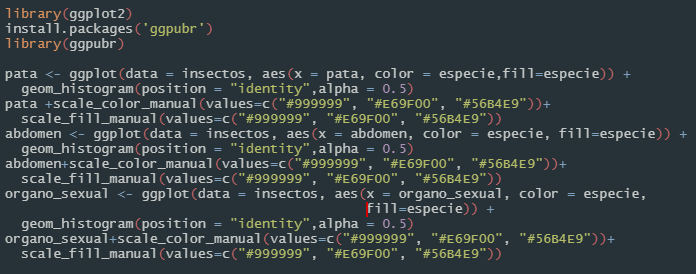 library(ggplot2)
install.packages('ggpubr')
library(ggpubr)
pata <- ggplot(data = insectos, aes(x = pata, color = especie,fill=especie)) +
geom_histogram(position = "identity",alpha = 0.5)
pata +scale_color_manual(values=c("#999999", "#E69F00", "#56B4E9"))+
scale_fill_manual(values=c("#999999", "#E69F00", "#56B4E9"))
abdomen <- ggplot(data = insectos, aes(x = abdomen, color = especie, fill=especie)) +
geom_histogram(position = "identity",alpha = 0.5)
abdomen+scale_color_manual(values=c("#999999", "#E69F00", "#56B4E9"))+
scale_fill_manual(values=c("#999999", "#E69F00", "#56B4E9"))
organo_sexual <- ggplot(data = insectos, aes(x = organo_sexual, color = especie,
fill=especie)) +
geom_histogram(position = "identity",alpha = 0.5)
organo_sexual+scale_color_manual(values=c("#999999", "#E69F00", "#56B4E9"))+
scale_fill_manual(values=c("#999999", "#E69F00", "#56B4E9"))